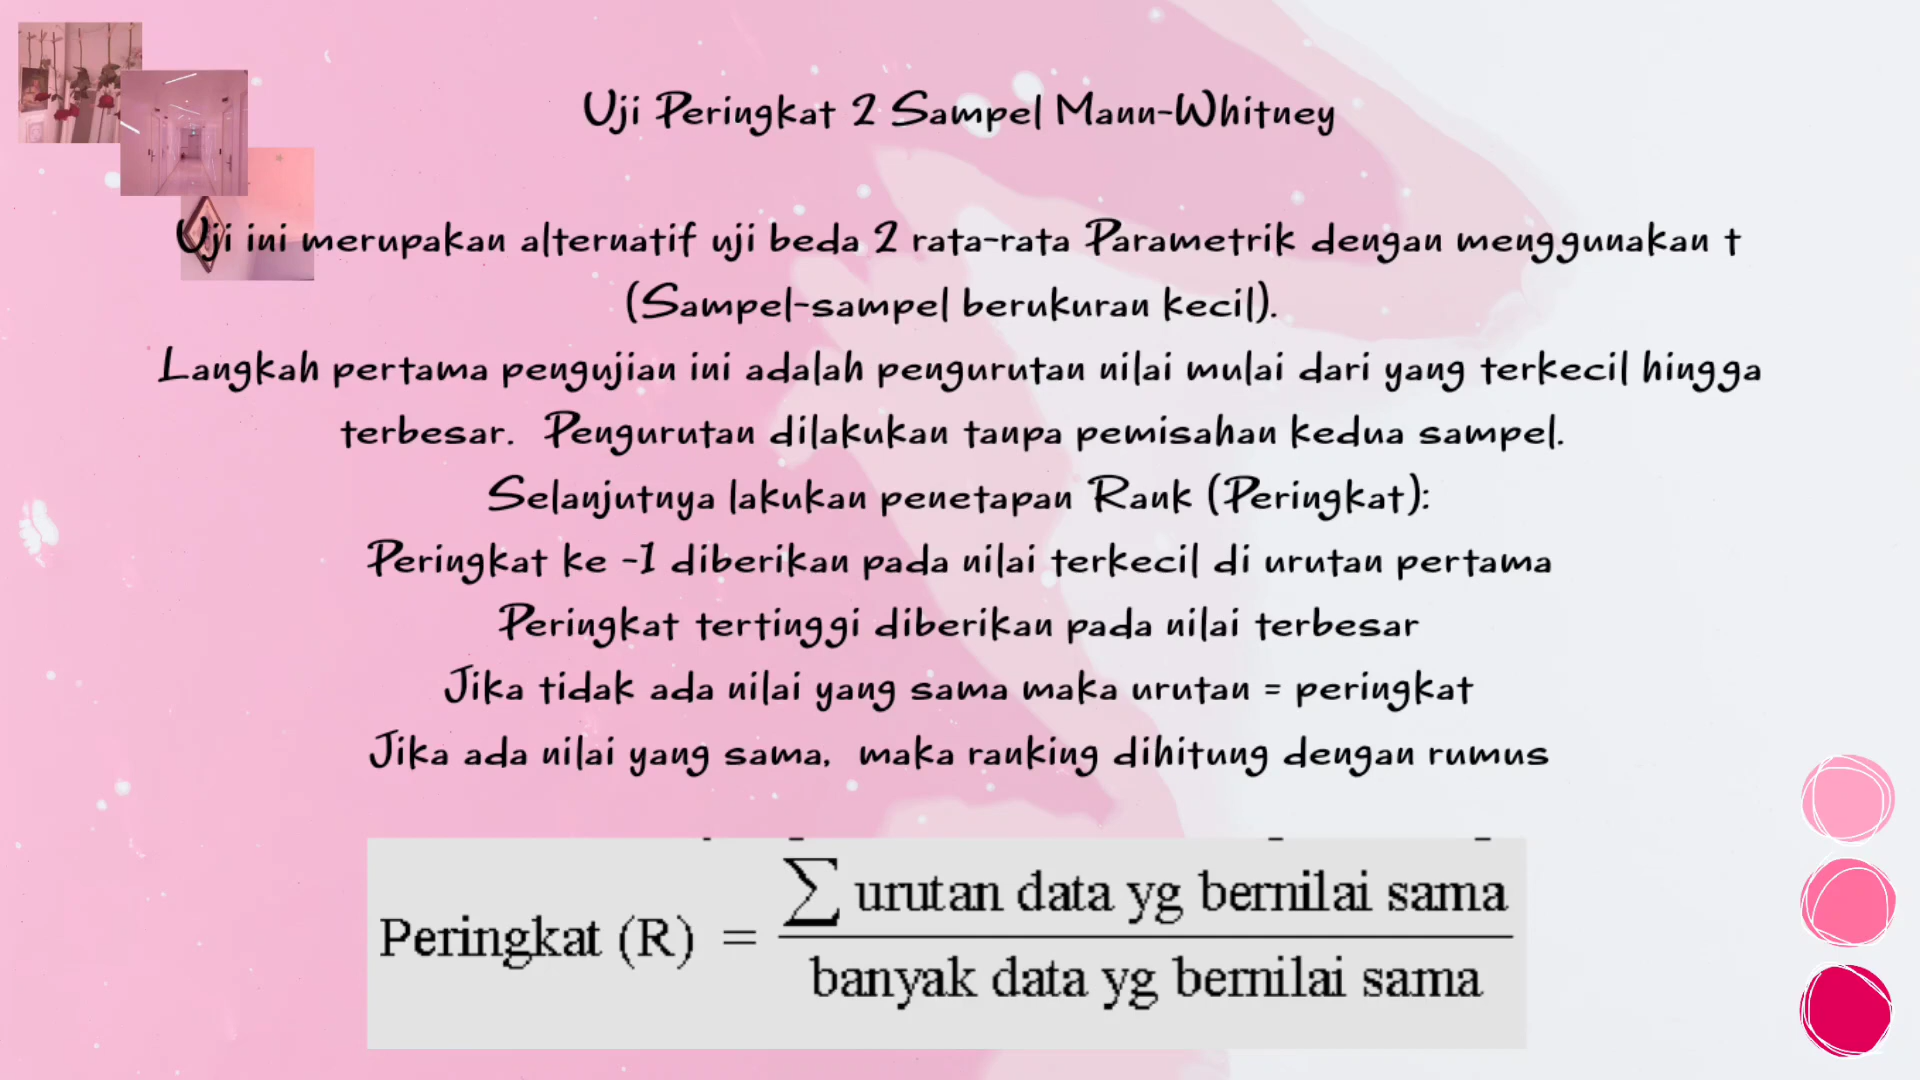 Uji Peringkat 2 Sampel Mann-Whitney
Uji ini merupakan alternatif uji beda 2 rata-rata Parametrik dengan menggunakan t
(Sampel-sampel berukuran kecil).
Langkah pertama pengujian ini adalah pengurutan nilai mulai dari yang terkecil hingga
terbesar. Pengurutan dilakukan tanpa pemisahan kedua sampel.
Selanjutnya lakukan penetapan Rank (Peringkat):
Peringkat ke -1 diberikan pada nilai terkecil di urutan pertama
Peringkat tertinggi diberikan pada nilai terbesar
Jika tidak ada nilai yang sama maka urutan = peringkat
Jika ada nilai yang sama, maka ranking dihitung dengan rumus
∑ urutan data yg bernilai sama
Peringkat (R) =
banyak data yg bernilai sama